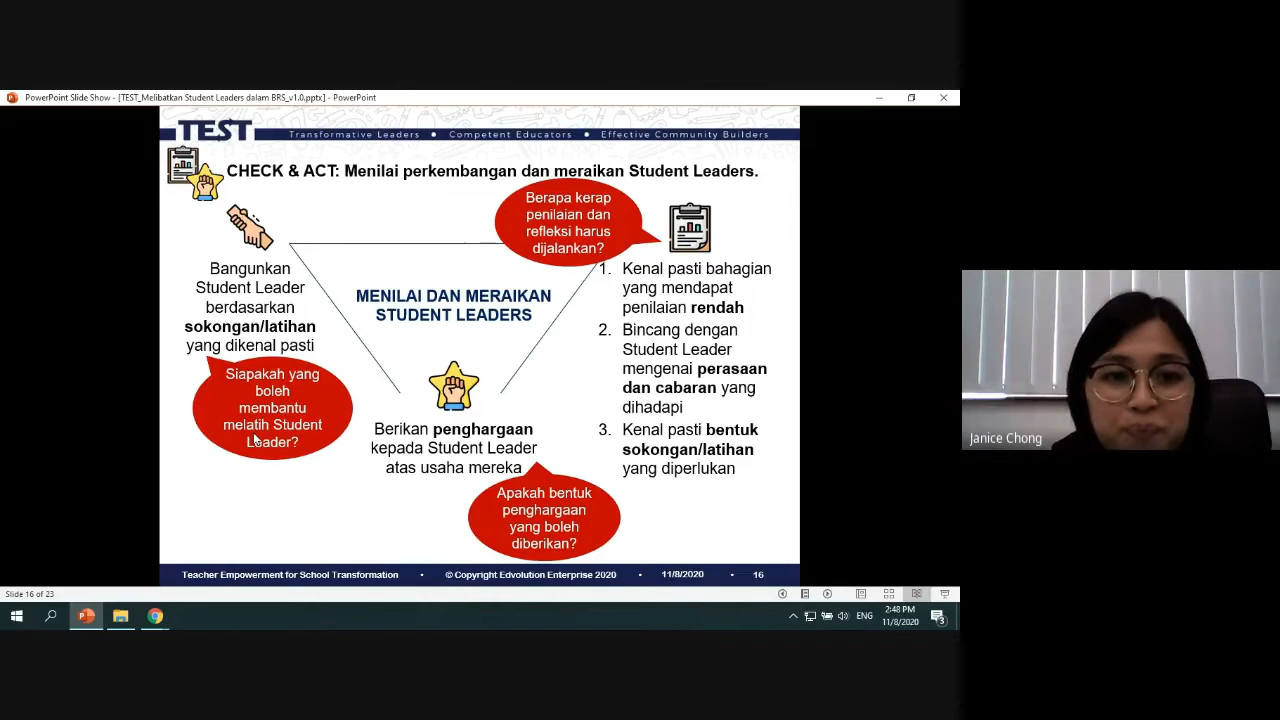 PowerPoint Slide Show - [TEST_Melibatkan Student Leaders dalam BRS_v1.0.pptx] - PowerPoint
TEST
Transformative Leaders • Competent Educators • Effective Community Builders
CHECK & ACT: Menilai perkembangan dan meraikan Student Leaders.
Berapa kerap
penilaian dan
refleksi harus
dijalankan?
Bangunkan
Student Leader
berdasarkan
sokongan/latihan
yang dikenal pasti
MENILAI DAN MERAIKAN
STUDENT LEADERS
1. Kenal pasti bahagian
yang mendapat
penilaian rendah
2. Bincang dengan
Student Leader
mengenai perasaan
dan cabaran yang
dihadapi
3. Kenal pasti bentuk
sokongan/latihan
yang diperlukan
Siapakah yang
boleh
membantu
melatih Student
Leader?
Berikan penghargaan
kepada Student Leader
atas usaha mereka
Apakah bentuk
penghargaan
yang boleh
diberikan?
Teacher Empowerment for School Transformation • © Copyright Edvolution Enterprise 2020 • 11/8/2020 • 16
Slide 16 of 23
ENG
2:48 PM
11/8/2020
3
Janice Chong